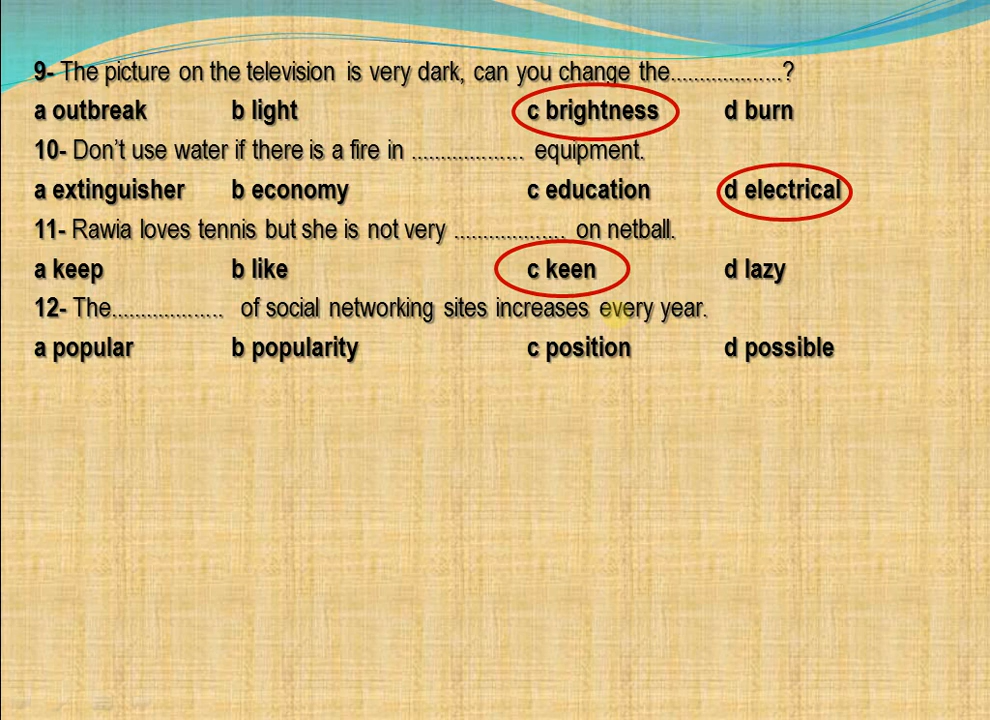 9- The picture on the television is very dark, can you change the...................?
a outbreak b light c brightness d burn
10- Don't use water if there is a fire in ................... equipment.
a extinguisher b economy c education d electrical
11- Rawia loves tennis but she is not very ................... on netball.
a keep b like c keen d lazy
12- The................... of social networking sites increases every year.
a popular b popularity c position d possible